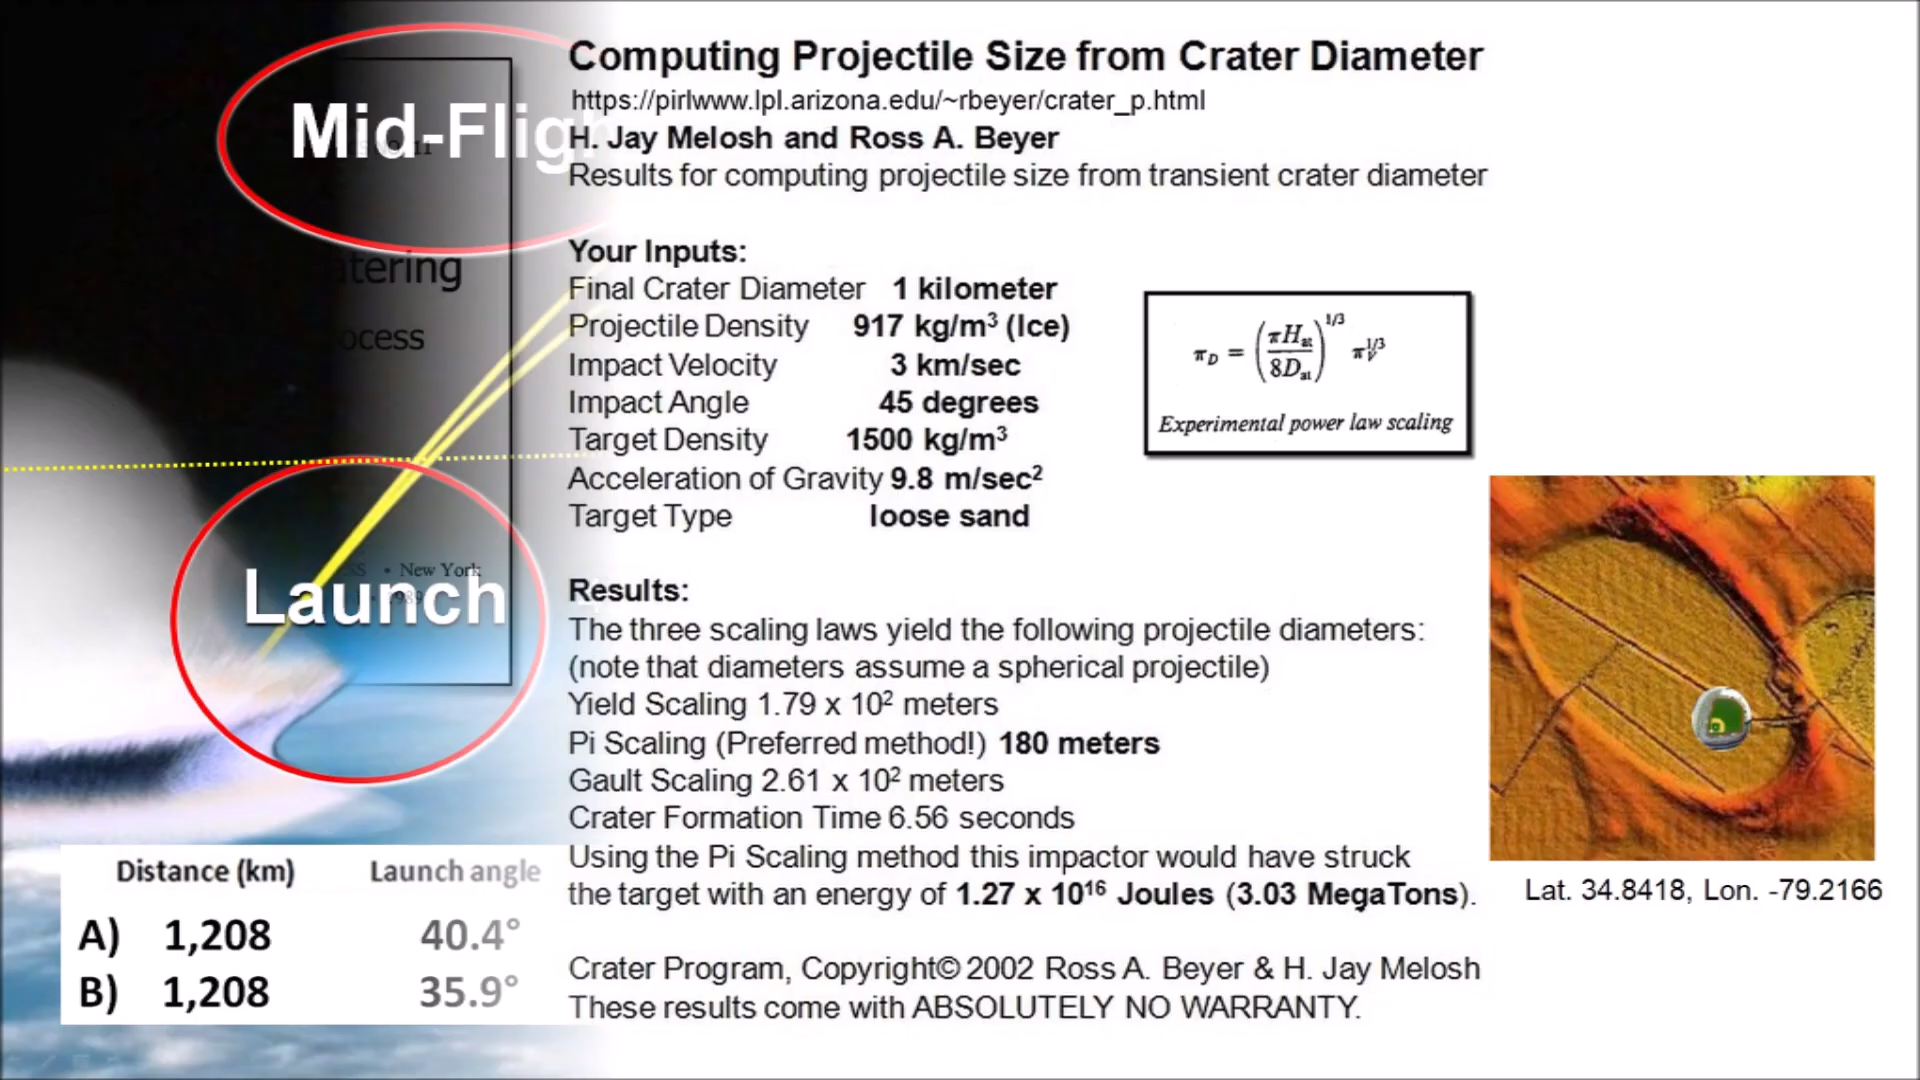 Mid-Fligh
atering
ocess
• New York
Launch
Distance (km) Launch angle
A) 1,208 40.4°
B) 1,208 35.9°
Computing Projectile Size from Crater Diameter
https://pirlwww.lpl.arizona.edu/~rbeyer/crater_p.html
H. Jay Melosh and Ross A. Beyer
Results for computing projectile size from transient crater diameter
Your Inputs:
Final Crater Diameter 1 kilometer
Projectile Density 917 kg/m³ (Ice)
Impact Velocity 3 km/sec
Impact Angle 45 degrees
Target Density 1500 kg/m³
Acceleration of Gravity 9.8 m/sec²
Target Type loose sand
π_D = (πH_at / 8D_at)^1/3 π_V^1/3
Experimental power law scaling
Results:
The three scaling laws yield the following projectile diameters:
(note that diameters assume a spherical projectile)
Yield Scaling 1.79 x 10² meters
Pi Scaling (Preferred method!) 180 meters
Gault Scaling 2.61 x 10² meters
Crater Formation Time 6.56 seconds
Using the Pi Scaling method this impactor would have struck
the target with an energy of 1.27 x 10¹⁶ Joules (3.03 MegaTons).
Crater Program, Copyright© 2002 Ross A. Beyer & H. Jay Melosh
These results come with ABSOLUTELY NO WARRANTY.
Lat. 34.8418, Lon. -79.2166